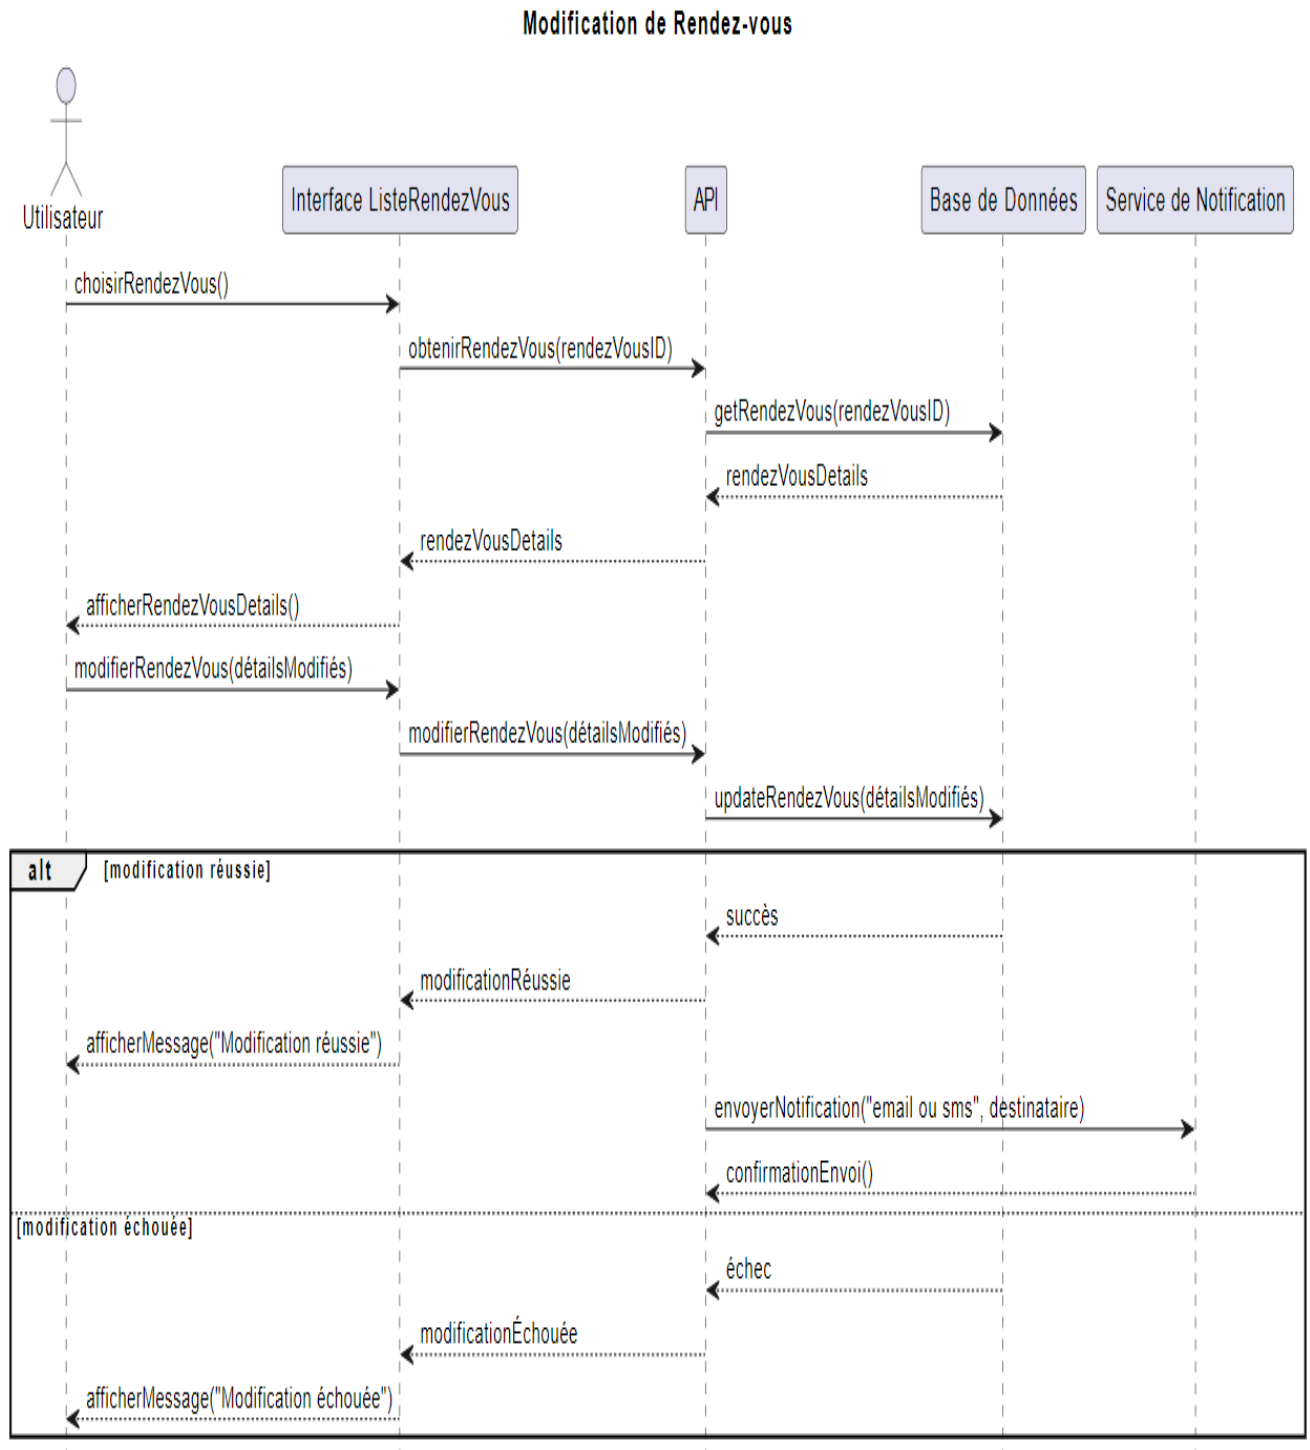 Modification de Rendez-vous
Utilisateur
Interface ListeRendezVous
API
Base de Données
Service de Notification
choisirRendezVous()
obtenirRendezVous(rendezVousID)
getRendezVous(rendezVousID)
rendezVousDetails
rendezVousDetails
afficherRendezVousDetails()
modifierRendezVous(détailsModifiés)
modifierRendezVous(détailsModifiés)
updateRendezVous(détailsModifiés)
alt
[modification réussie]
succès
modificationRéussie
afficherMessage("Modification réussie")
envoyerNotification("email ou sms", destinataire)
confirmationEnvoi()
[modification échouée]
échec
modificationÉchouée
afficherMessage("Modification échouée")